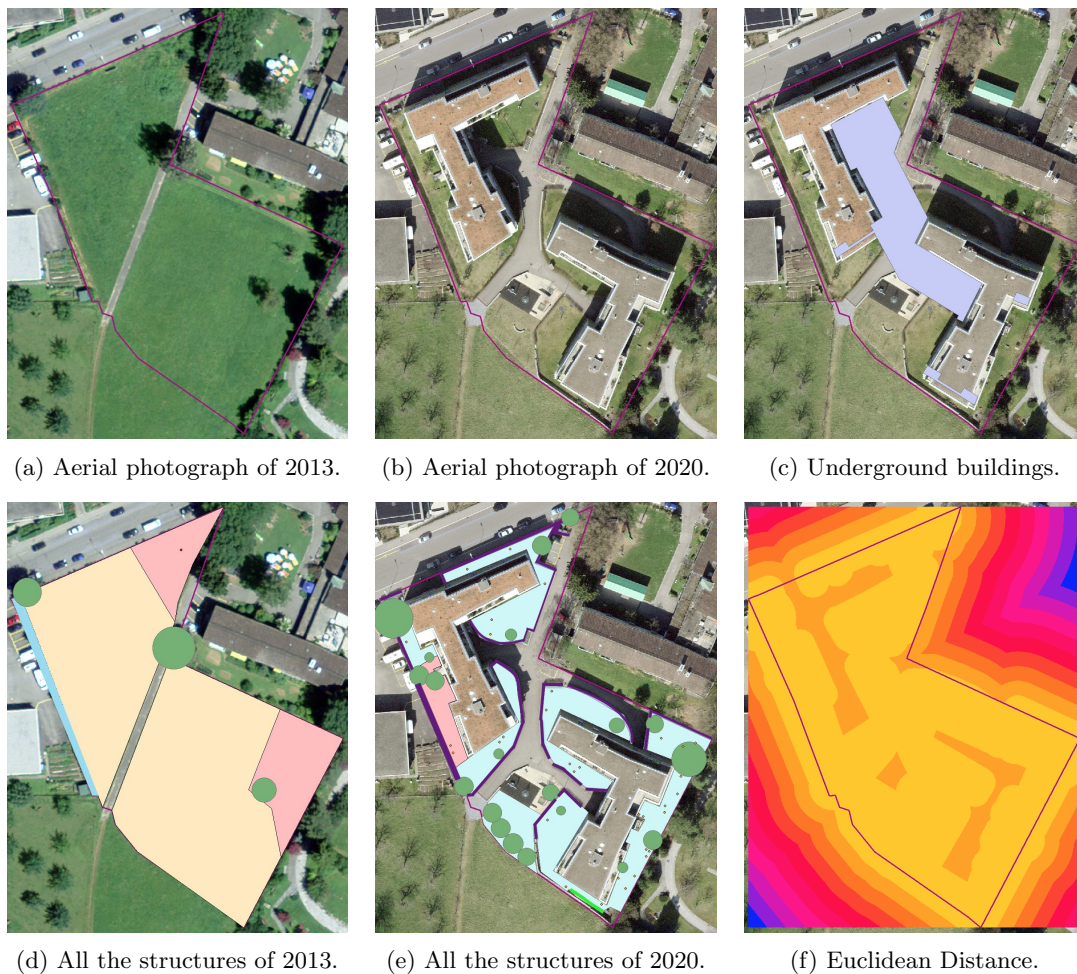 (a) Aerial photograph of 2013.
(b) Aerial photograph of 2020.
(c) Underground buildings.
(d) All the structures of 2013.
(e) All the structures of 2020.
(f) Euclidean Distance.